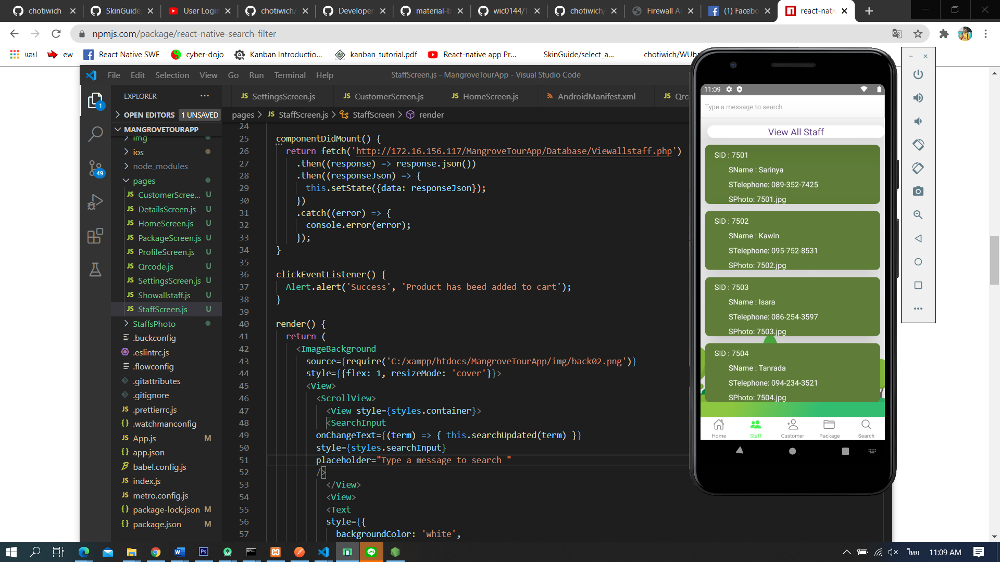 chotiwich
SkinGuide
User Login
chotiwich/
Developer
material-b
wic0144/T
chotiwich/
Firewall Au
(1) Facebo
react-nativ
npmjs.com/package/react-native-search-filter
แอป
ew
React Native SWE
cyber-dojo
Kanban Introductio...
kanban_tutorial.pdf
React-native app Pr...
SkinGuide/select_a...
chotiwich/WUba
File Edit Selection View Go Run Terminal Help
StaffScreen.js - MangroveTourApp - Visual Studio Code
EXPLORER
SettingsScreen.js
CustomerScreen.js
HomeScreen.js
AndroidManifest.xml
Qrc
OPEN EDITORS 1 UNSAVED
pages > JS StaffScreen.js > StaffScreen > render
MANGROVETOURAPP
img
ios
node_modules
pages
JS CustomerScree... U
JS DetailsScreen.js U
JS HomeScreen.js U
JS PackageScreen.js U
JS ProfileScreen.js U
JS Qrcode.js U
JS SettingsScreen.js U
JS Showallstaff.js U
JS StaffScreen.js U
StaffsPhoto
.buckconfig
.eslintrc.js
.flowconfig
.gitattributes
.gitignore
.prettierrc.js
.watchmanconfig
JS App.js M
{} app.json
babel.config.js
JS index.js
JS metro.config.js
{} package-lock.json M
{} package.json M
1
49
24
25 componentDidMount() {
26 return fetch('http://172.16.156.117/MangroveTourApp/Database/Viewallstaff.php')
27 .then((response) => response.json())
28 .then((responseJson) => {
29 this.setState({data: responseJson});
30 })
31 .catch((error) => {
32 console.error(error);
33 });
34 }
35
36 clickEventListener() {
37 Alert.alert('Success', 'Product has beed added to cart');
38 }
39
40 render() {
41 return (
42 <ImageBackground
43 source={require('C:/xampp/htdocs/MangroveTourApp/img/back02.png')}
44 style={{flex: 1, resizeMode: 'cover'}}>
45 <View>
46 <ScrollView>
47 <View style={styles.container}>
48 <SearchInput
49 onChangeText={(term) => { this.searchUpdated(term) }}
50 style={styles.searchInput}
51 placeholder="Type a message to search "
52 />
53 </View>
54 <View>
55 <Text
56 style={{
57 backgroundColor: 'white',
11:09
Type a message to search
View All Staff
SID : 7501
SName : Sarinya
STelephone: 089-352-7425
SPhoto: 7501.jpg
SID : 7502
SName : Kawin
STelephone: 095-752-8531
SPhoto: 7502.jpg
SID : 7503
SName : Isara
STelephone: 086-254-3597
SPhoto: 7503.jpg
SID : 7504
SName : Tanrada
STelephone: 094-234-3521
SPhoto: 7504.jpg
Home Staff Customer Package Search
ไทย 11:09 AM